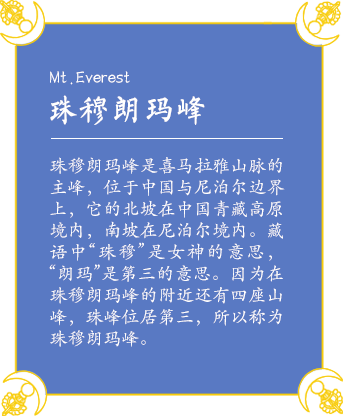 Mt.Everest
珠穆朗玛峰
珠穆朗玛峰是喜马拉雅山脉的
主峰，位于中国与尼泊尔边界
上，它的北坡在中国青藏高原
境内，南坡在尼泊尔境内。藏
语中“珠穆”是女神的意思，
“朗玛”是第三的意思。因为在
珠穆朗玛峰的附近还有四座山
峰，珠峰位居第三，所以称为
珠穆朗玛峰。